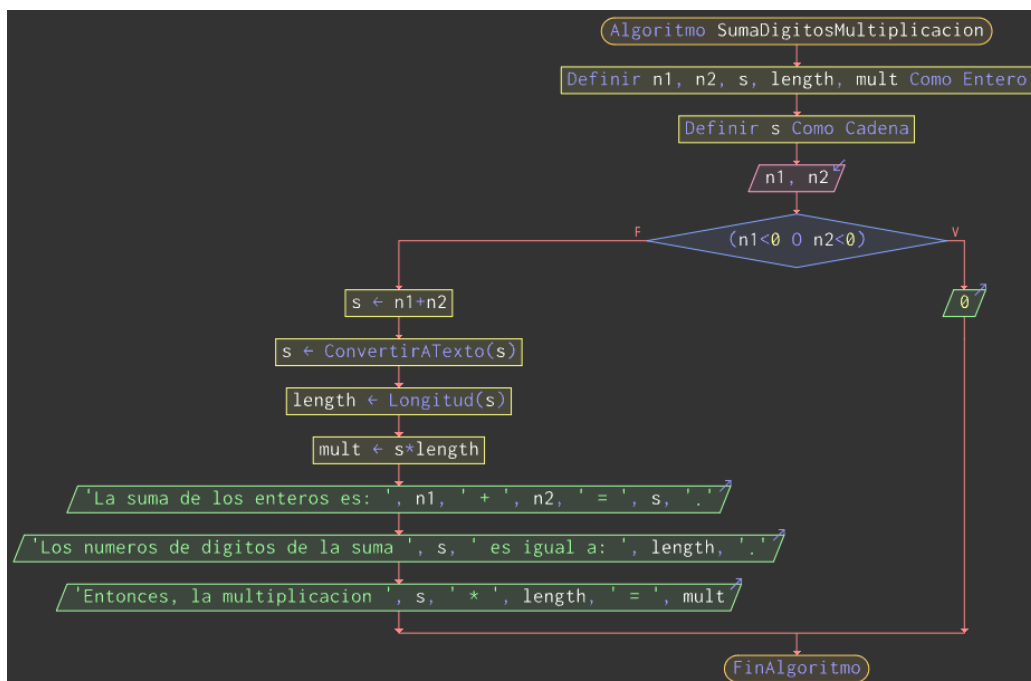 Algoritmo SumaDigitosMultiplicacion
Definir n1, n2, s, length, mult Como Entero
Definir s Como Cadena
n1, n2
F
(n1<0 O n2<0)
V
s ← n1+n2
0
s ← ConvertirATexto(s)
length ← Longitud(s)
mult ← s*length
'La suma de los enteros es: ', n1, ' + ', n2, ' = ', s, '.'
'Los numeros de digitos de la suma ', s, ' es igual a: ', length, '.'
'Entonces, la multiplicacion ', s, ' * ', length, ' = ', mult
FinAlgoritmo